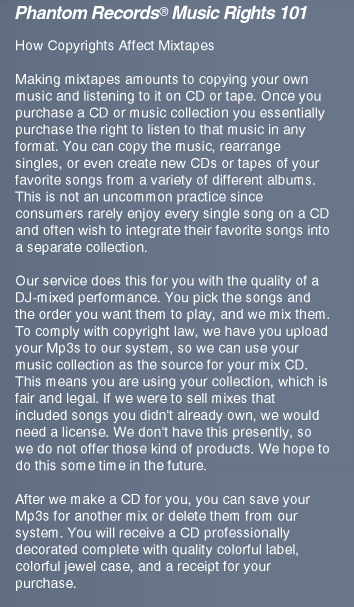 Phantom Records® Music Rights 101
How Copyrights Affect Mixtapes
Making mixtapes amounts to copying your own
music and listening to it on CD or tape. Once you
purchase a CD or music collection you essentially
purchase the right to listen to that music in any
format. You can copy the music, rearrange
singles, or even create new CDs or tapes of your
favorite songs from a variety of different albums.
This is not an uncommon practice since
consumers rarely enjoy every single song on a CD
and often wish to integrate their favorite songs into
a separate collection.
Our service does this for you with the quality of a
DJ-mixed performance. You pick the songs and
the order you want them to play, and we mix them.
To comply with copyright law, we have you upload
your Mp3s to our system, so we can use your
music collection as the source for your mix CD.
This means you are using your collection, which is
fair and legal. If we were to sell mixes that
included songs you didn't already own, we would
need a license. We don't have this presently, so
we do not offer those kind of products. We hope to
do this some time in the future.
After we make a CD for you, you can save your
Mp3s for another mix or delete them from our
system. You will receive a CD professionally
decorated complete with quality colorful label,
colorful jewel case, and a receipt for your
purchase.